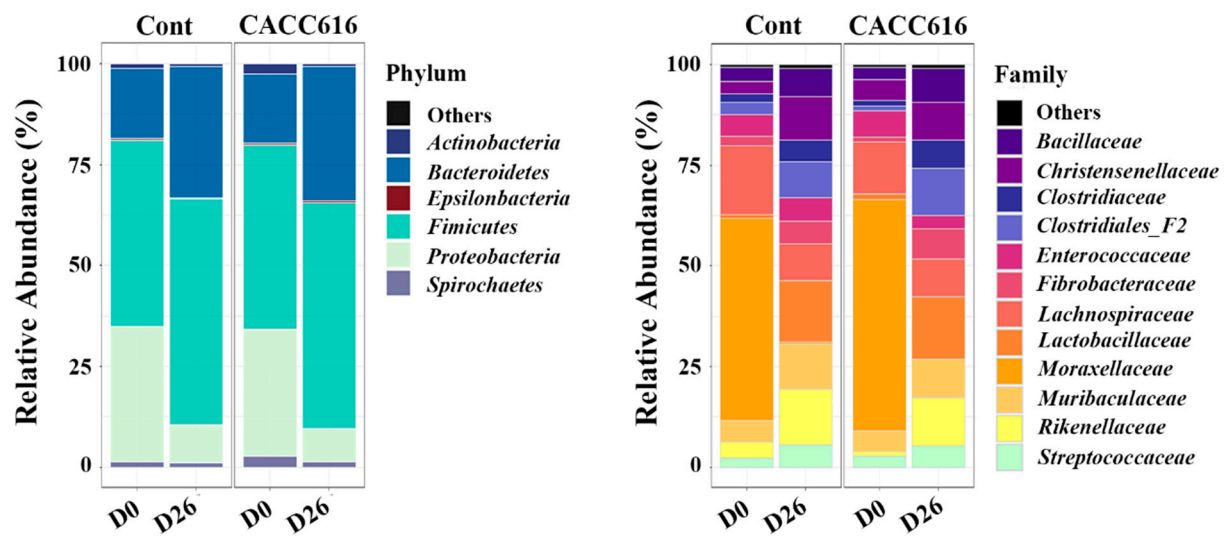 Cont CACC616
Relative Abundance (%)
100
75
50
25
0
D0 D26 D0 D26
Phylum
Others
Actinobacteria
Bacteroidetes
Epsilonbacteria
Fimicutes
Proteobacteria
Spirochaetes
Cont CACC616
Relative Abundance (%)
100
75
50
25
0
D0 D26 D0 D26
Family
Others
Bacillaceae
Christensenellaceae
Clostridiaceae
Clostridiales_F2
Enterococcaceae
Fibrobacteraceae
Lachnospiraceae
Lactobacillaceae
Moraxellaceae
Muribaculaceae
Rikenellaceae
Streptococcaceae